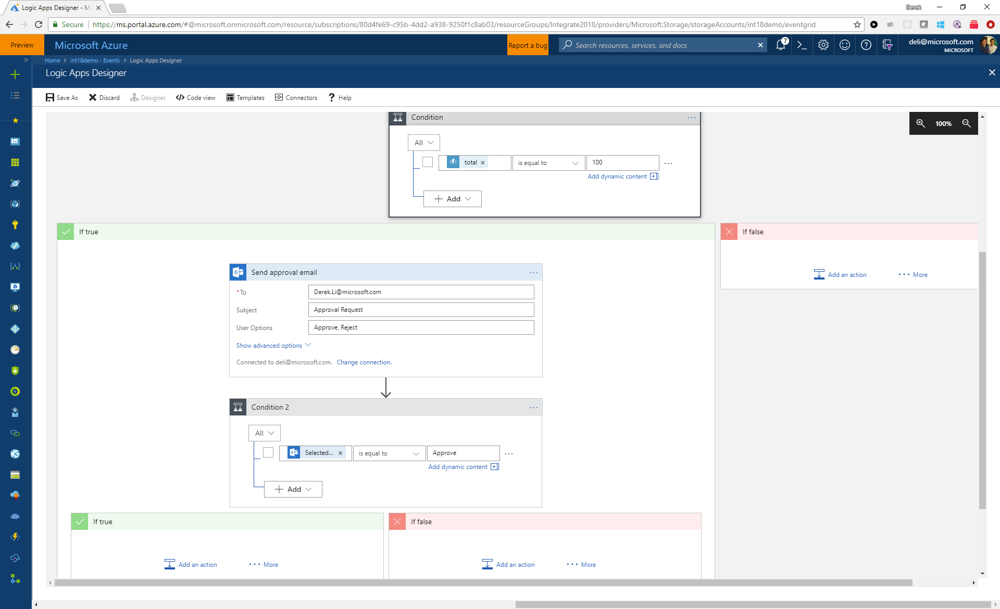 Logic Apps Designer - Mi
Derek
Secure
https://ms.portal.azure.com/#@microsoft.onmicrosoft.com/resource/subscriptions/80d4fe69-c95b-4dd2-a938-9250f1c8ab03/resourceGroups/Integrate2018/providers/Microsoft.Storage/storageAccounts/int18demo/eventgrid
Preview
Microsoft Azure
Report a bug
Search resources, services, and docs
7
deli@microsoft.com
MICROSOFT
Home > int18demo - Events > Logic Apps Designer
Logic Apps Designer
Save As
Discard
Designer
Code view
Templates
Connectors
Help
Condition
100%
All
total
is equal to
100
Add dynamic content
Add
If true
If false
Add an action
More
Send approval email
* To
Derek.Li@microsoft.com
Subject
Approval Request
User Options
Approve, Reject
Show advanced options
Connected to deli@microsoft.com. Change connection.
Condition 2
All
Selected...
is equal to
Approve
Add dynamic content
Add
If true
If false
Add an action
More
Add an action
More